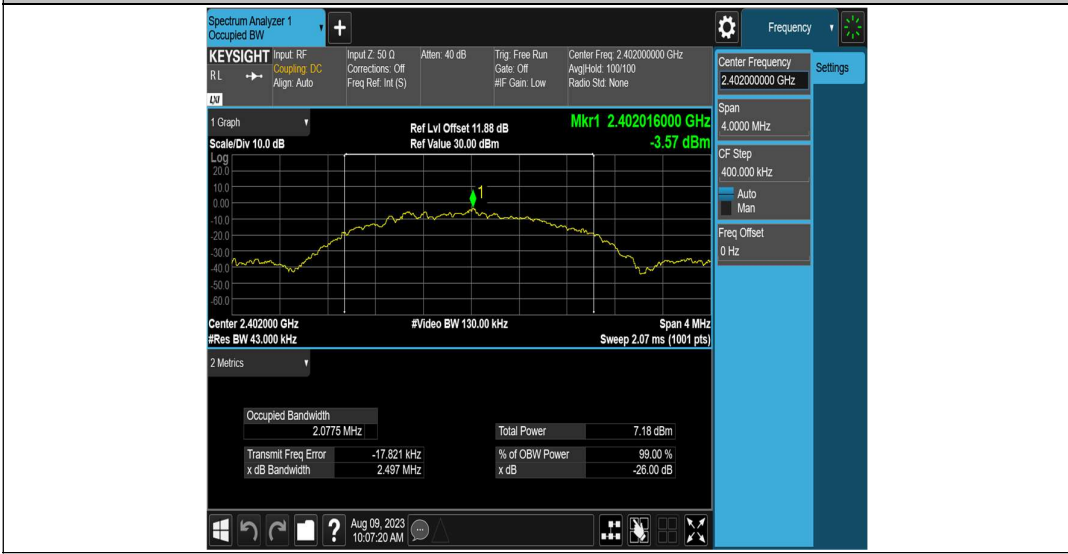 Spectrum Analyzer 1
Occupied BW
Frequency
KEYSIGHT
RL
LXI
Input: RF
Coupling: DC
Align: Auto
Input Z: 50 Ω
Corrections: Off
Freq Ref: Int (S)
Atten: 40 dB
Trig: Free Run
Gate: Off
#IF Gain: Low
Center Freq: 2.402000000 GHz
Avg|Hold: 100/100
Radio Std: None
Center Frequency
2.402000000 GHz
Settings
Span
4.0000 MHz
CF Step
400.000 kHz
Auto
Man
Freq Offset
0 Hz
1 Graph
Scale/Div 10.0 dB
Ref Lvl Offset 11.88 dB
Ref Value 30.00 dBm
Mkr1 2.402016000 GHz
-3.57 dBm
Log
20.0
10.0
0.00
-10.0
-20.0
-30.0
-40.0
-50.0
-60.0
1
Center 2.402000 GHz
#Res BW 43.000 kHz
#Video BW 130.00 kHz
Span 4 MHz
Sweep 2.07 ms (1001 pts)
2 Metrics
Occupied Bandwidth
2.0775 MHz
Total Power 7.18 dBm
Transmit Freq Error -17.821 kHz
% of OBW Power 99.00 %
x dB Bandwidth 2.497 MHz
x dB -26.00 dB
?
Aug 09, 2023
10:07:20 AM